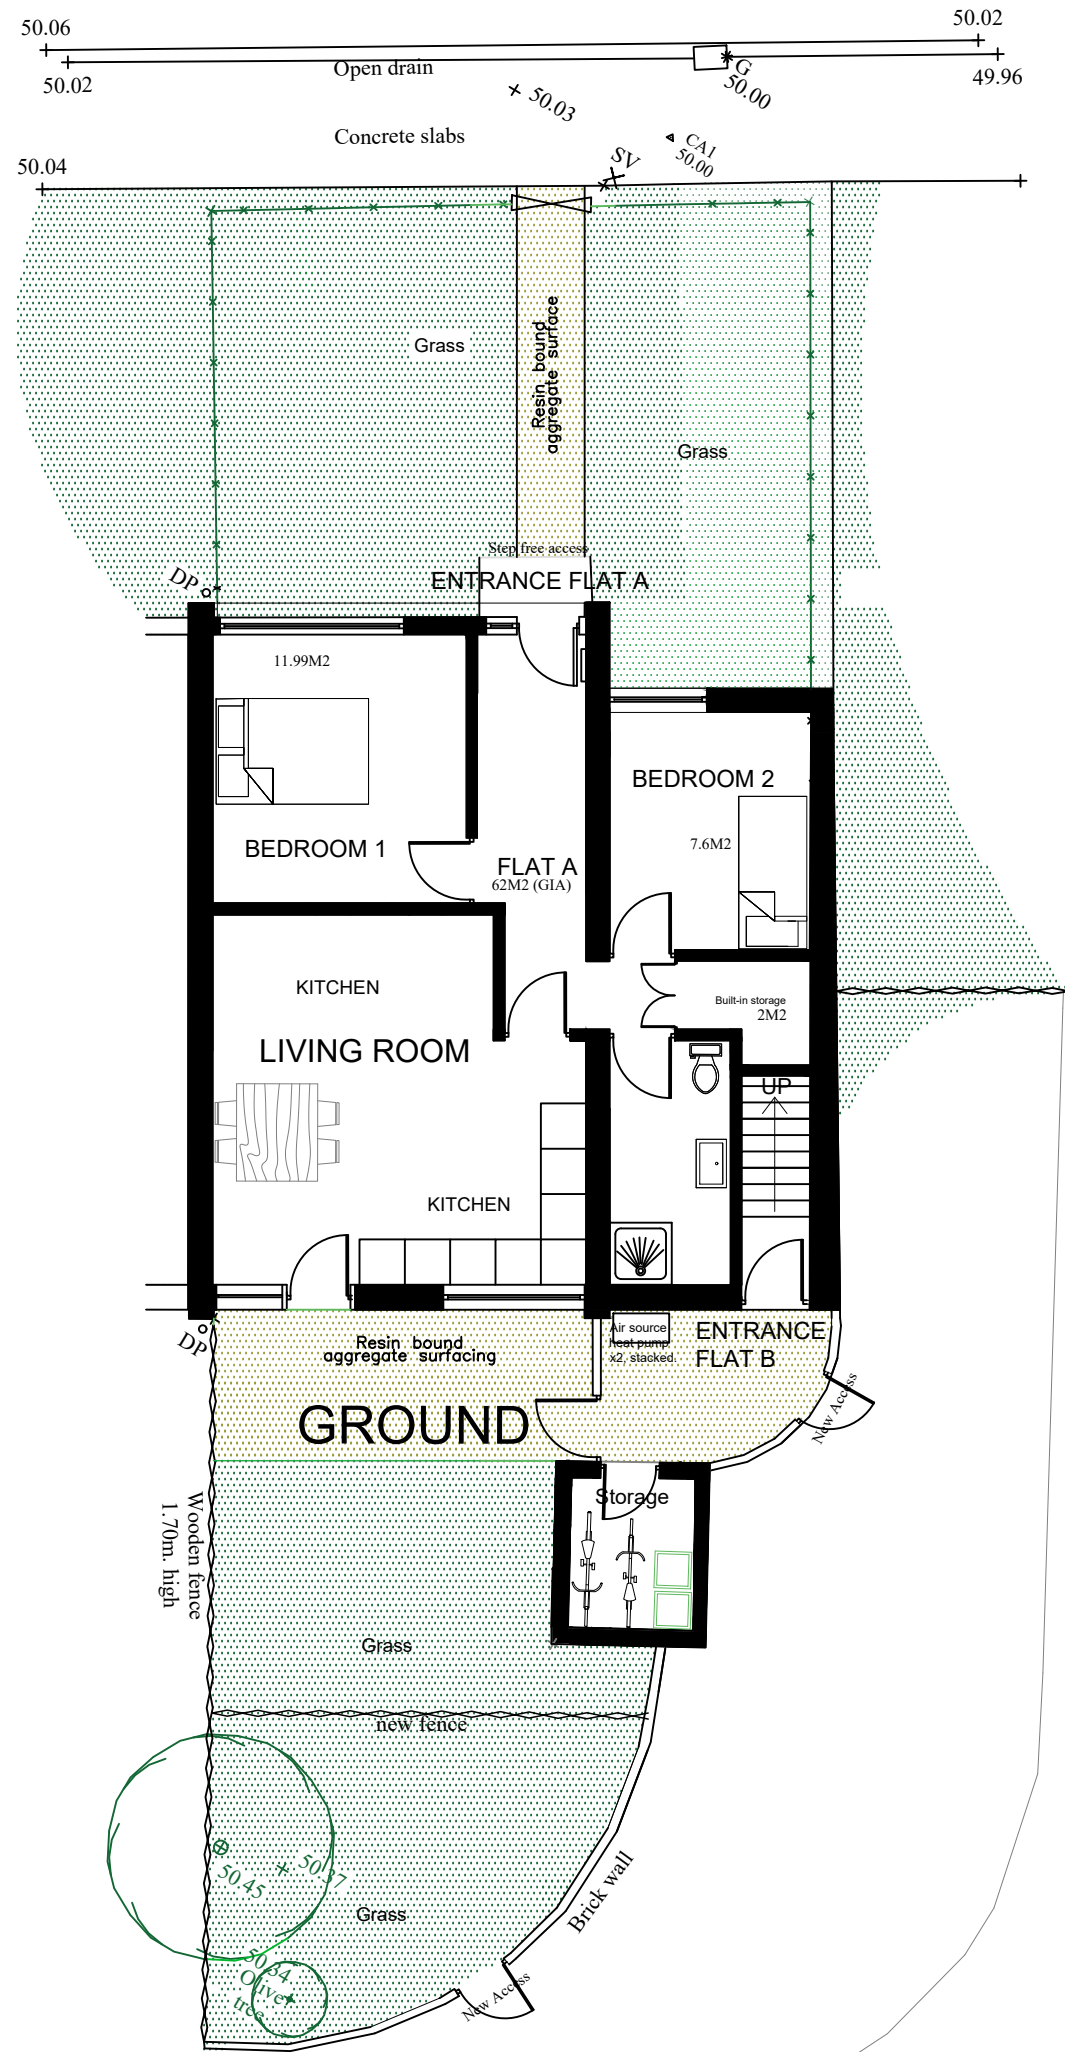 50.06
50.02
Open drain
50.02
G
50.00
49.96
50.03
Concrete slabs
SV
CA1
50.00
50.04
Resin bound
aggregate surface
Grass
Grass
Step free access
DP
ENTRANCE FLAT A
11.99M2
BEDROOM 2
7.6M2
BEDROOM 1
FLAT A
62M2 (GIA)
KITCHEN
Built-in storage
2M2
LIVING ROOM
UP
KITCHEN
DP
Resin bound
aggregate surfacing
Air source
heat pump
x2, stacked.
ENTRANCE
FLAT B
New Access
GROUND
Storage
Wooden fence
1.70m. high
Grass
new fence
50.45
50.37
Brick wall
Grass
50.34
Olive
tree
New Access